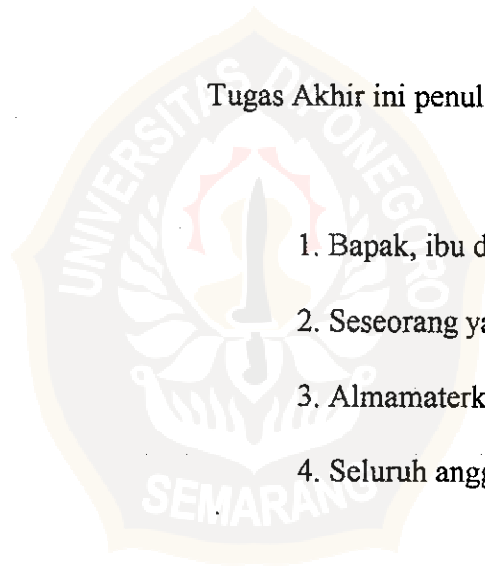 Tugas Akhir ini penul
1. Bapak, ibu d
2. Seseorang ya
3. Almamaterk
4. Seluruh angg
UNIVERSITAS DIPONEGORO
SEMARANG